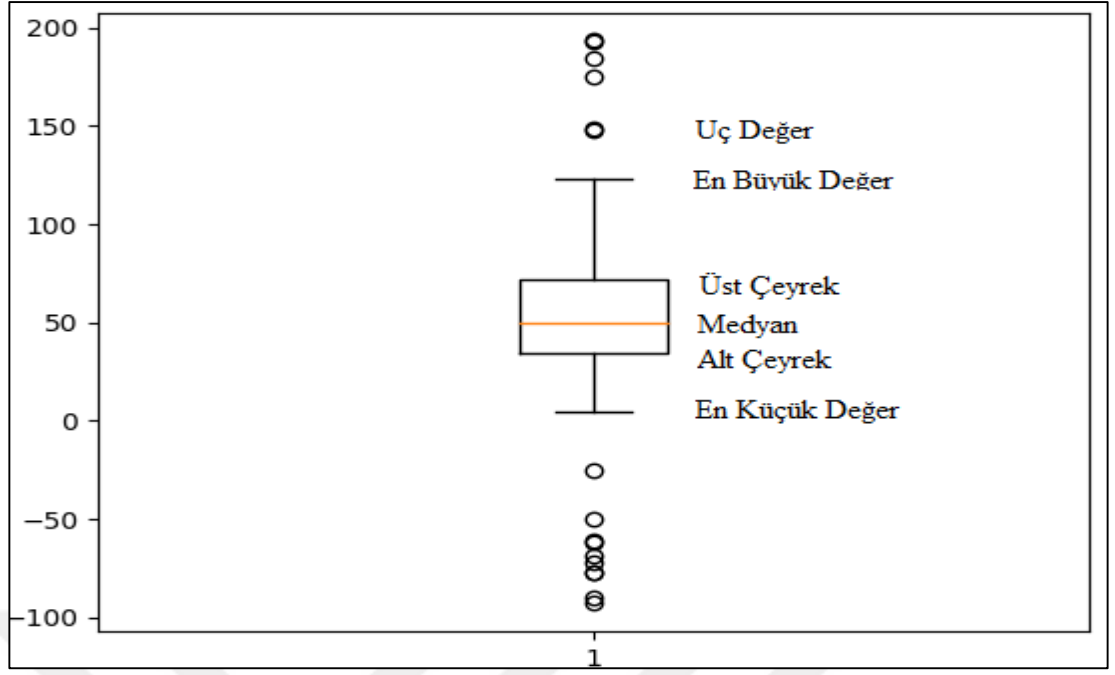 200
150
100
50
0
−50
−100
1
Uç Değer
En Büyük Değer
Üst Çeyrek
Medyan
Alt Çeyrek
En Küçük Değer